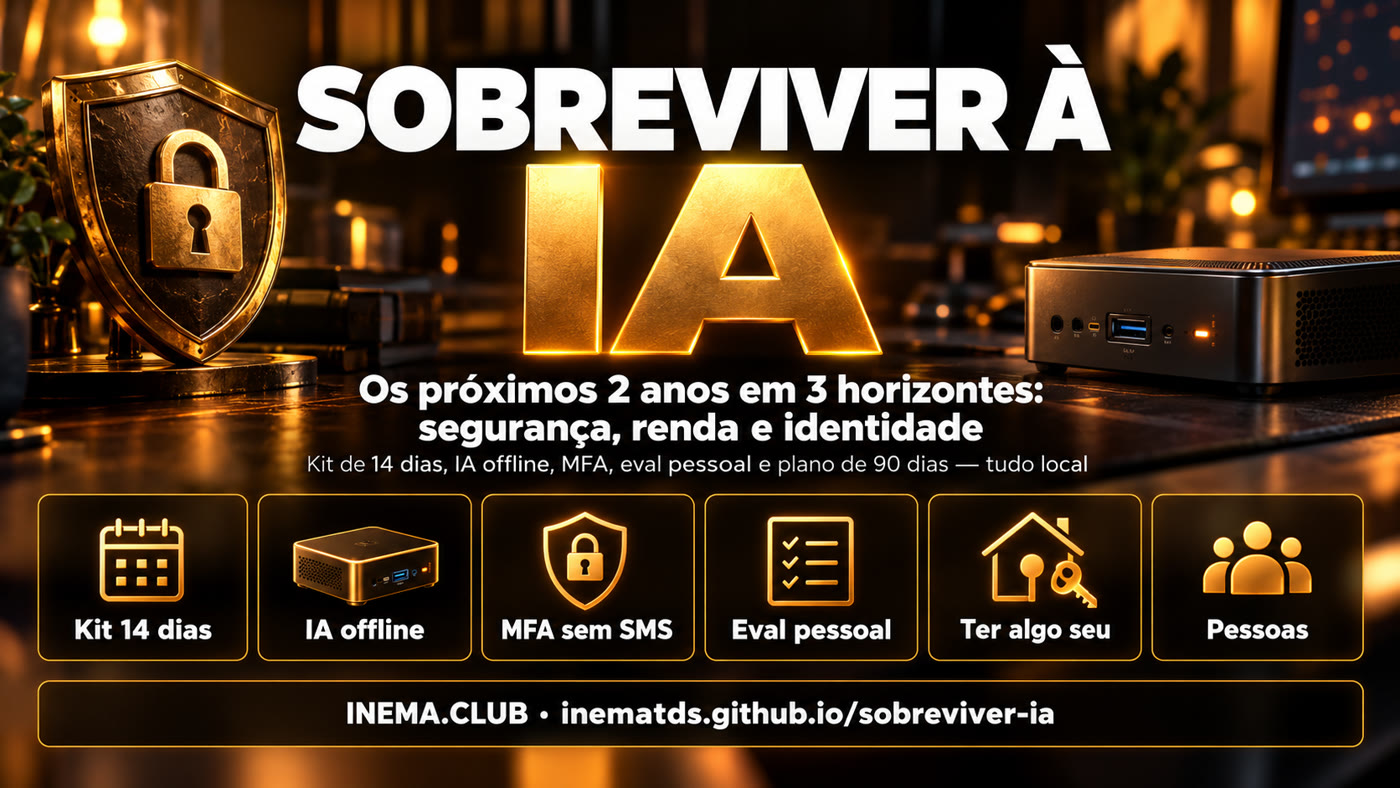 SOBREVIVER À
IA
Os próximos 2 anos em 3 horizontes:
segurança, renda e identidade
Kit de 14 dias, IA offline, MFA, eval pessoal e plano de 90 dias — tudo local
Kit 14 dias
IA offline
MFA sem SMS
Eval pessoal
Ter algo seu
Pessoas
INEMA.CLUB • inematds.github.io/sobreviver-ia